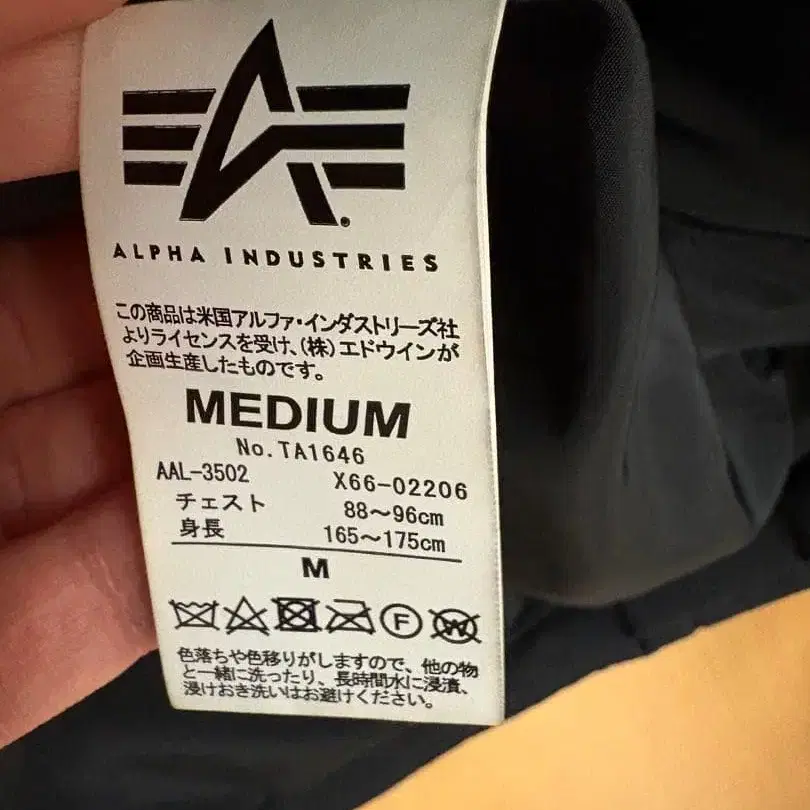 ALPHA INDUSTRIES
この商品は米国アルファ・インダストリーズ社
よりライセンスを受け、(株)エドウインが
企画生産したものです。
MEDIUM
No.TA1646
AAL-3502 X66-02206
チェスト 88～96cm
身長 165～175cm
M
F W
色落ちや色移りがしますので、他の物
と一緒に洗ったり、長時間水に浸漬、
浸けおき洗いはお避けください。